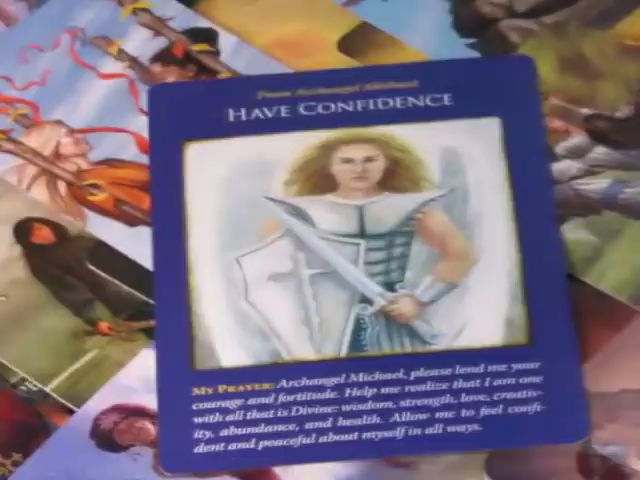 From Archangel Michael
HAVE CONFIDENCE
MY PRAYER: Archangel Michael, please lend me your
courage and fortitude. Help me realize that I am one
with all that is Divine: wisdom, strength, love, creativ-
ity, abundance, and health. Allow me to feel confi-
dent and peaceful about myself in all ways.